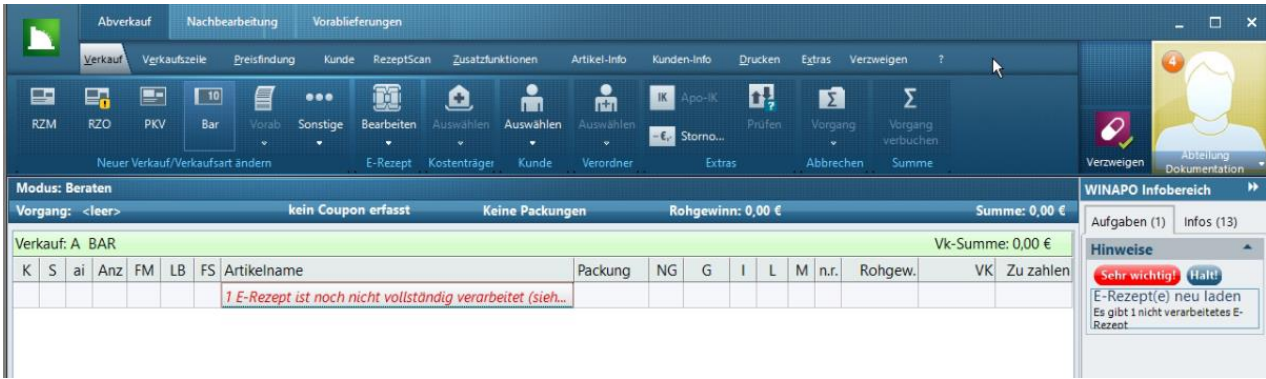 Abverkauf Nachbearbeitung Vorablieferungen
Verkauf Verkaufszeile Preisfindung Kunde RezeptScan Zusatzfunktionen Artikel-Info Kunden-Info Drucken Extras Verzweigen ?
4
10
IK Apo-IK
RZM RZO PKV Bar Vorab Sonstige Bearbeiten Auswählen Auswählen Auswählen Prüfen Vorgang Vorgang verbuchen
-€ Storno...
Neuer Verkauf/Verkaufsart ändern E-Rezept Kostenträger Kunde Verordner Extras Abbrechen Summe
Verzweigen
Abteilung
Dokumentation
Modus: Beraten
Vorgang: <leer> kein Coupon erfasst Keine Packungen Rohgewinn: 0,00 € Summe: 0,00 €
Verkauf: A BAR Vk-Summe: 0,00 €
K S ai Anz FM LB FS Artikelname Packung NG G I L M n.r. Rohgew. VK Zu zahlen
1 E-Rezept ist noch nicht vollständig verarbeitet (sieh...
WINAPO Infobereich
Aufgaben (1) Infos (13)
Hinweise
Sehr wichtig! Halt!
E-Rezept(e) neu laden
Es gibt 1 nicht verarbeitetes E-
Rezept